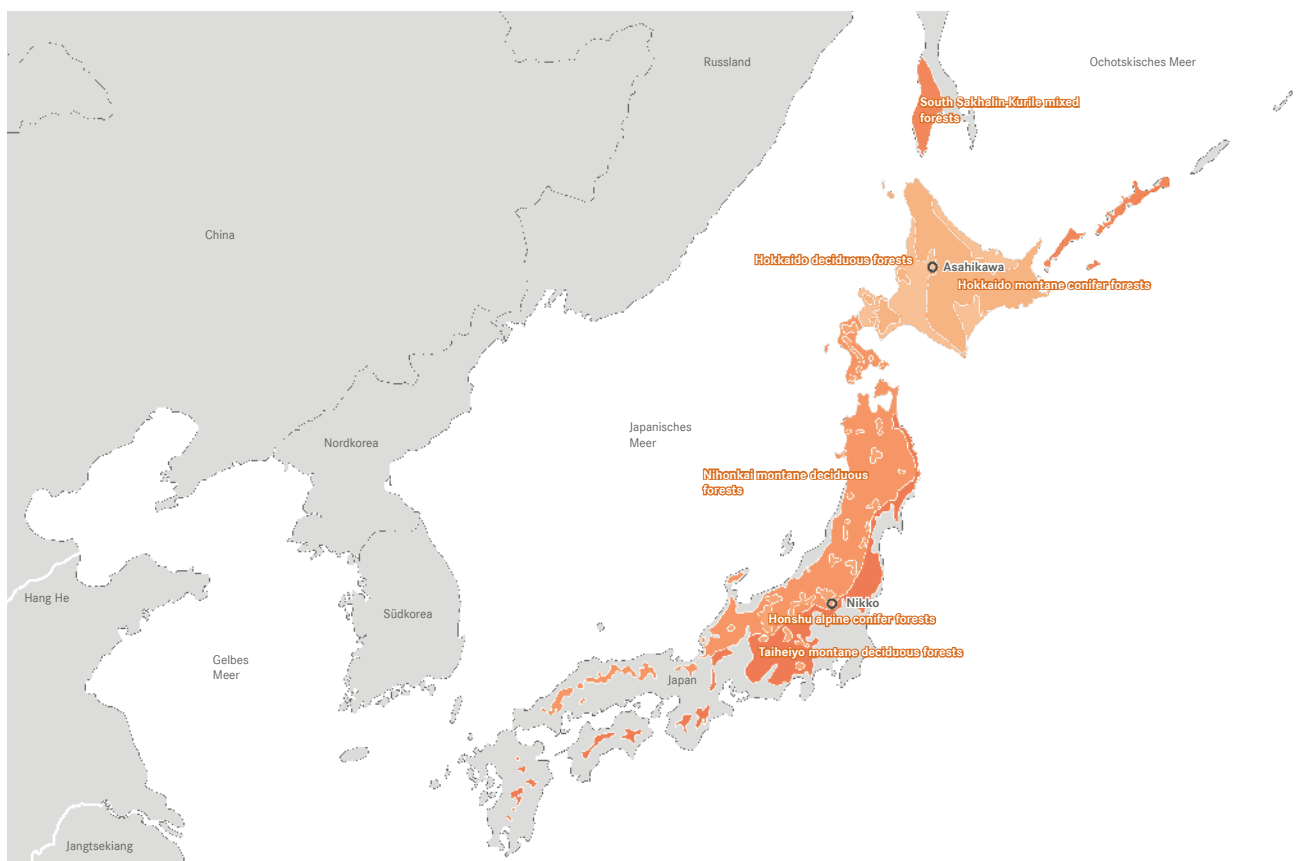 Russland
Ochotskisches Meer
South Sakhalin-Kurile mixed
forests
China
Hokkaido deciduous forests
Asahikawa
Hokkaido montane conifer forests
Japanisches
Meer
Nordkorea
Nihonkai montane deciduous
forests
Hang He
Südkorea
Nikko
Honshu alpine conifer forests
Taiheiyo montane deciduous forests
Gelbes
Meer
Japan
Jangtsekiang